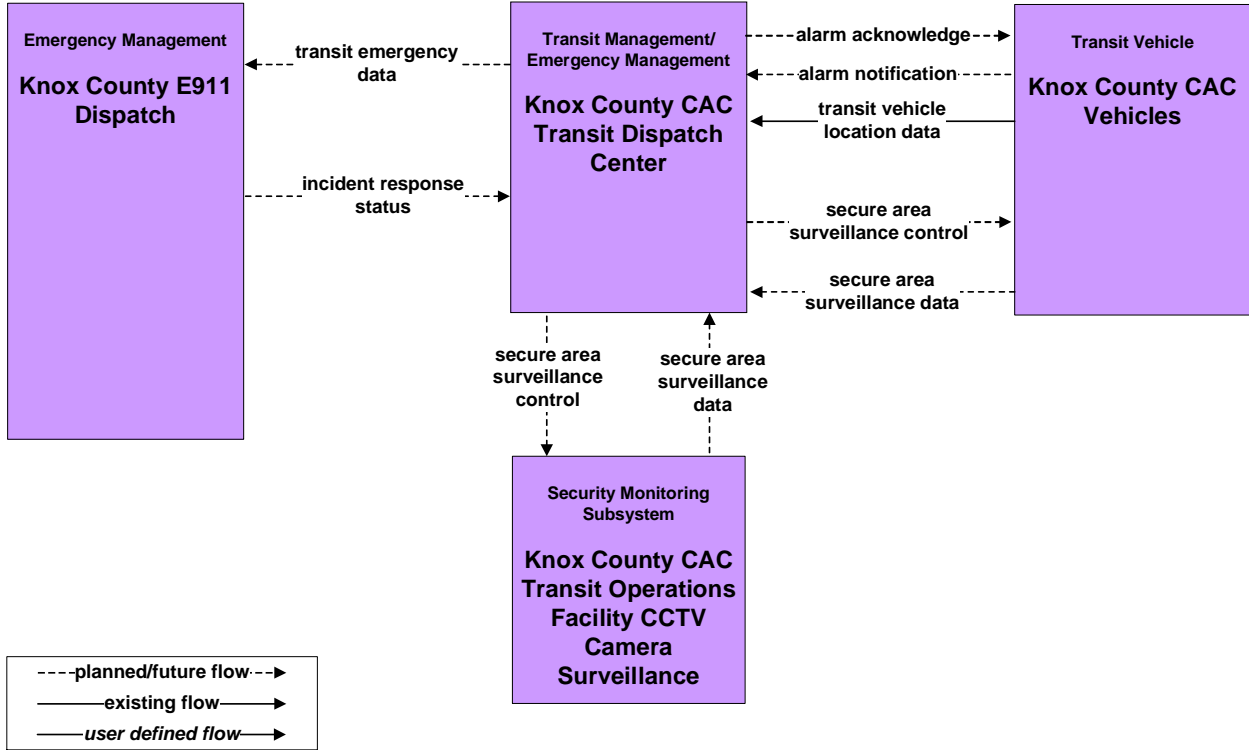 Emergency Management
Knox County E911
Dispatch
transit emergency
data
incident response
status
Transit Management/
Emergency Management
Knox County CAC
Transit Dispatch
Center
alarm acknowledge
alarm notification
transit vehicle
location data
secure area
surveillance control
secure area
surveillance data
Transit Vehicle
Knox County CAC
Vehicles
secure area
surveillance
control
secure area
surveillance
data
Security Monitoring
Subsystem
Knox County CAC
Transit Operations
Facility CCTV
Camera
Surveillance
planned/future flow
existing flow
user defined flow